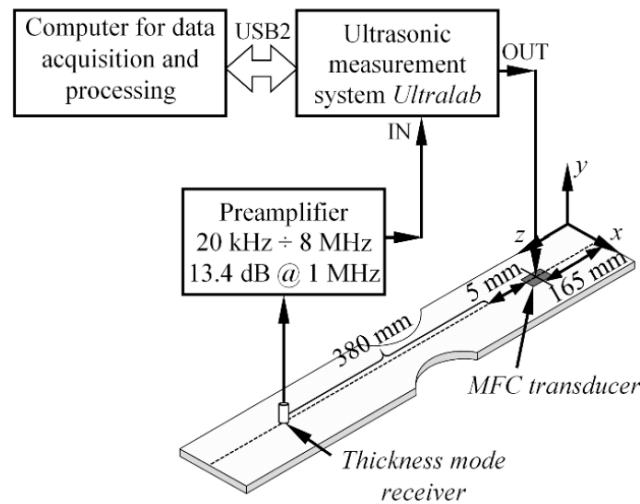 Computer for data
acquisition and
processing
USB2
Ultrasonic
measurement
system Ultralab
OUT
IN
Preamplifier
20 kHz ÷ 8 MHz
13.4 dB @ 1 MHz
y
z
x
5 mm
165 mm
380 mm
MFC transducer
Thickness mode
receiver